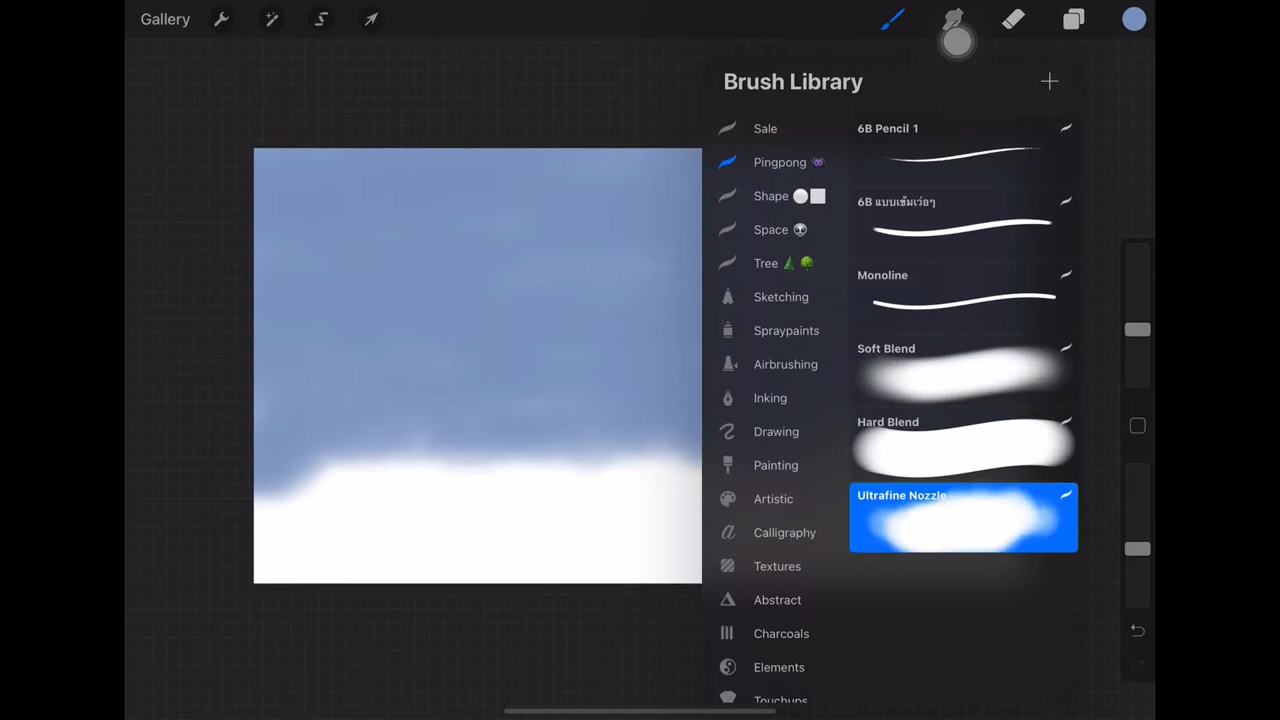 Gallery
Brush Library
Sale
Pingpong 👾
Shape ⚪⬜
Space 👽
Tree 🌲🌳
Sketching
Spraypaints
Airbrushing
Inking
Drawing
Painting
Artistic
Calligraphy
Textures
Abstract
Charcoals
Elements
Touchups
6B Pencil 1
6B แบบเข้มเว่อๆ
Monoline
Soft Blend
Hard Blend
Ultrafine Nozzle